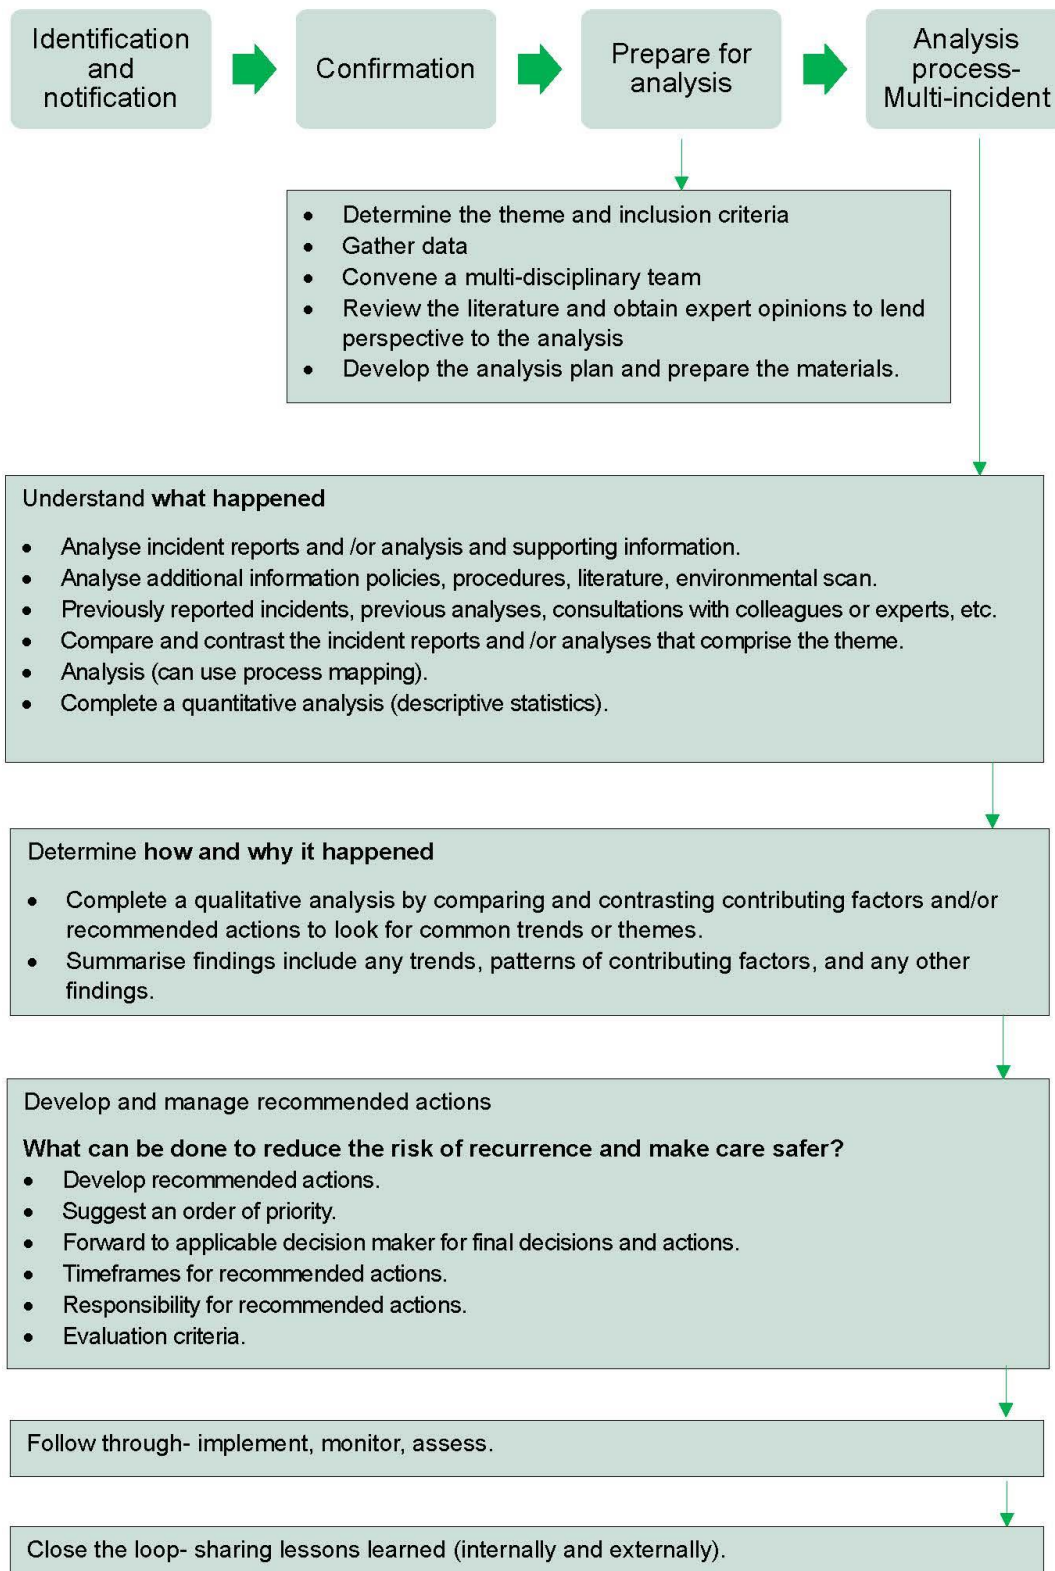 Identification
and
notification
Confirmation
Prepare for
analysis
Analysis
process-
Multi-incident
• Determine the theme and inclusion criteria
• Gather data
• Convene a multi-disciplinary team
• Review the literature and obtain expert opinions to lend
perspective to the analysis
• Develop the analysis plan and prepare the materials.
Understand what happened
• Analyse incident reports and /or analysis and supporting information.
• Analyse additional information policies, procedures, literature, environmental scan.
• Previously reported incidents, previous analyses, consultations with colleagues or experts, etc.
• Compare and contrast the incident reports and /or analyses that comprise the theme.
• Analysis (can use process mapping).
• Complete a quantitative analysis (descriptive statistics).
Determine how and why it happened
• Complete a qualitative analysis by comparing and contrasting contributing factors and/or
recommended actions to look for common trends or themes.
• Summarise findings include any trends, patterns of contributing factors, and any other
findings.
Develop and manage recommended actions
What can be done to reduce the risk of recurrence and make care safer?
• Develop recommended actions.
• Suggest an order of priority.
• Forward to applicable decision maker for final decisions and actions.
• Timeframes for recommended actions.
• Responsibility for recommended actions.
• Evaluation criteria.
Follow through- implement, monitor, assess.
Close the loop- sharing lessons learned (internally and externally).